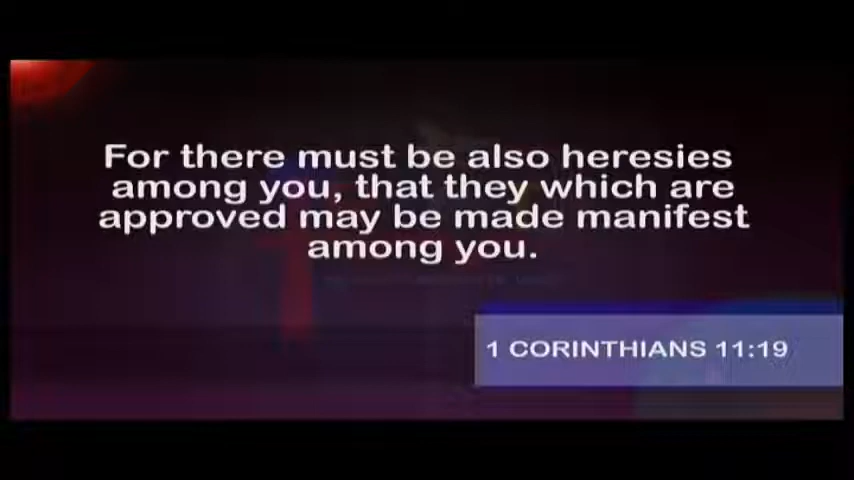 For there must be also heresies
among you, that they which are
approved may be made manifest
among you.
1 CORINTHIANS 11:19